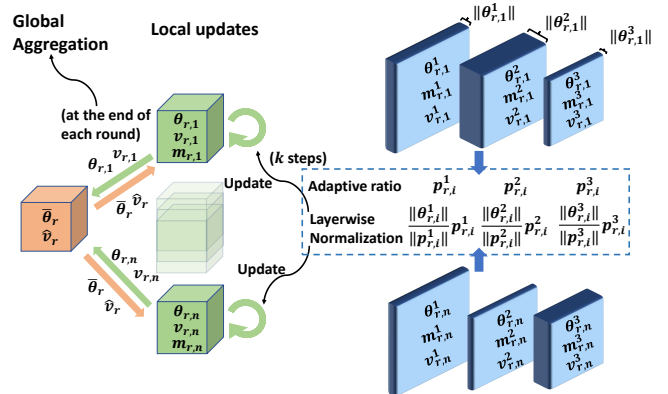 Global
Aggregation
Local updates
(at the end of
each round)
θ_{r,1}
v_{r,1}
m_{r,1}
θ_{r,1} v_{r,1}
θ̅_r v̂_r
(k steps)
Update
θ̅_r
v̂_r
θ_{r,n}
v_{r,n}
θ̅_r
v̂_r
Update
θ_{r,n}
v_{r,n}
m_{r,n}
‖θ^1_{r,1}‖
‖θ^2_{r,1}‖
‖θ^3_{r,1}‖
θ^1_{r,1}
m^1_{r,1}
v^1_{r,1}
θ^2_{r,1}
m^2_{r,1}
v^2_{r,1}
θ^3_{r,1}
m^3_{r,1}
v^3_{r,1}
Adaptive ratio p^1_{r,i} p^2_{r,i} p^3_{r,i}
Layerwise
Normalization
‖θ^1_{r,i}‖/‖p^1_{r,i}‖ p^1_{r,i} ‖θ^2_{r,i}‖/‖p^2_{r,i}‖ p^2_{r,i} ‖θ^3_{r,i}‖/‖p^3_{r,i}‖ p^3_{r,i}
θ^1_{r,n}
m^1_{r,n}
v^1_{r,n}
θ^2_{r,n}
m^2_{r,n}
v^2_{r,n}
θ^3_{r,n}
m^3_{r,n}
v^3_{r,n}